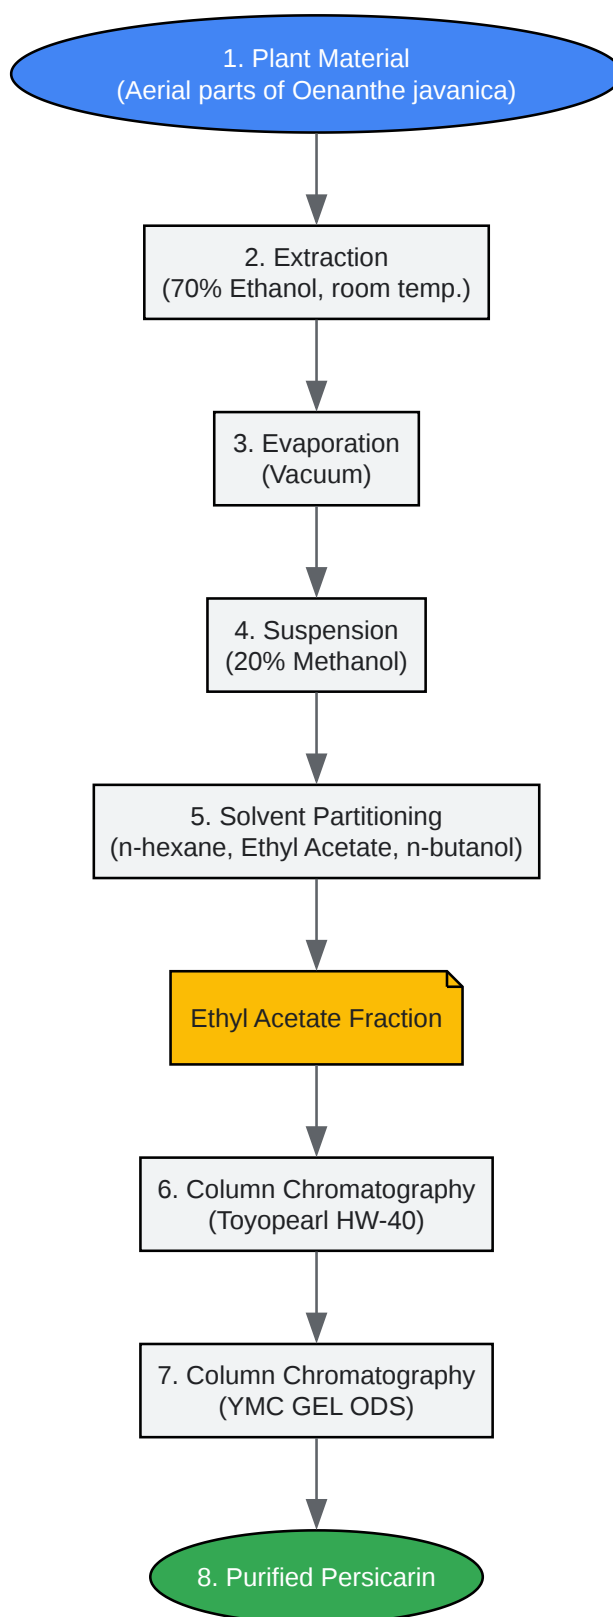 1. Plant Material
(Aerial parts of Oenanthe javanica)
2. Extraction
(70% Ethanol, room temp.)
3. Evaporation
(Vacuum)
4. Suspension
(20% Methanol)
5. Solvent Partitioning
(n-hexane, Ethyl Acetate, n-butanol)
Ethyl Acetate Fraction
6. Column Chromatography
(Toyopearl HW-40)
7. Column Chromatography
(YMC GEL ODS)
8. Purified Persicarin